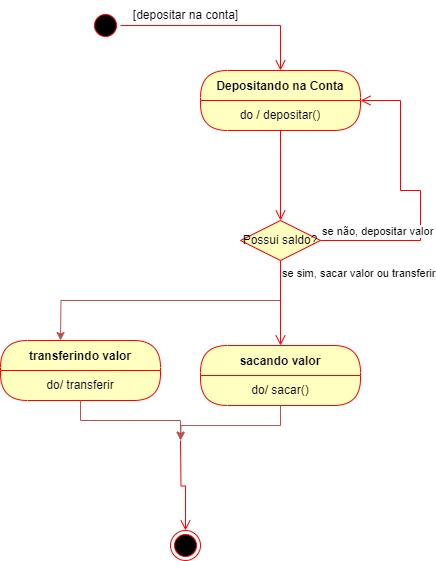 [depositar na conta]
Depositando na Conta
do / depositar()
Possui saldo?
se não, depositar valor
se sim, sacar valor ou transferir
transferindo valor
do/ transferir
sacando valor
do/ sacar()